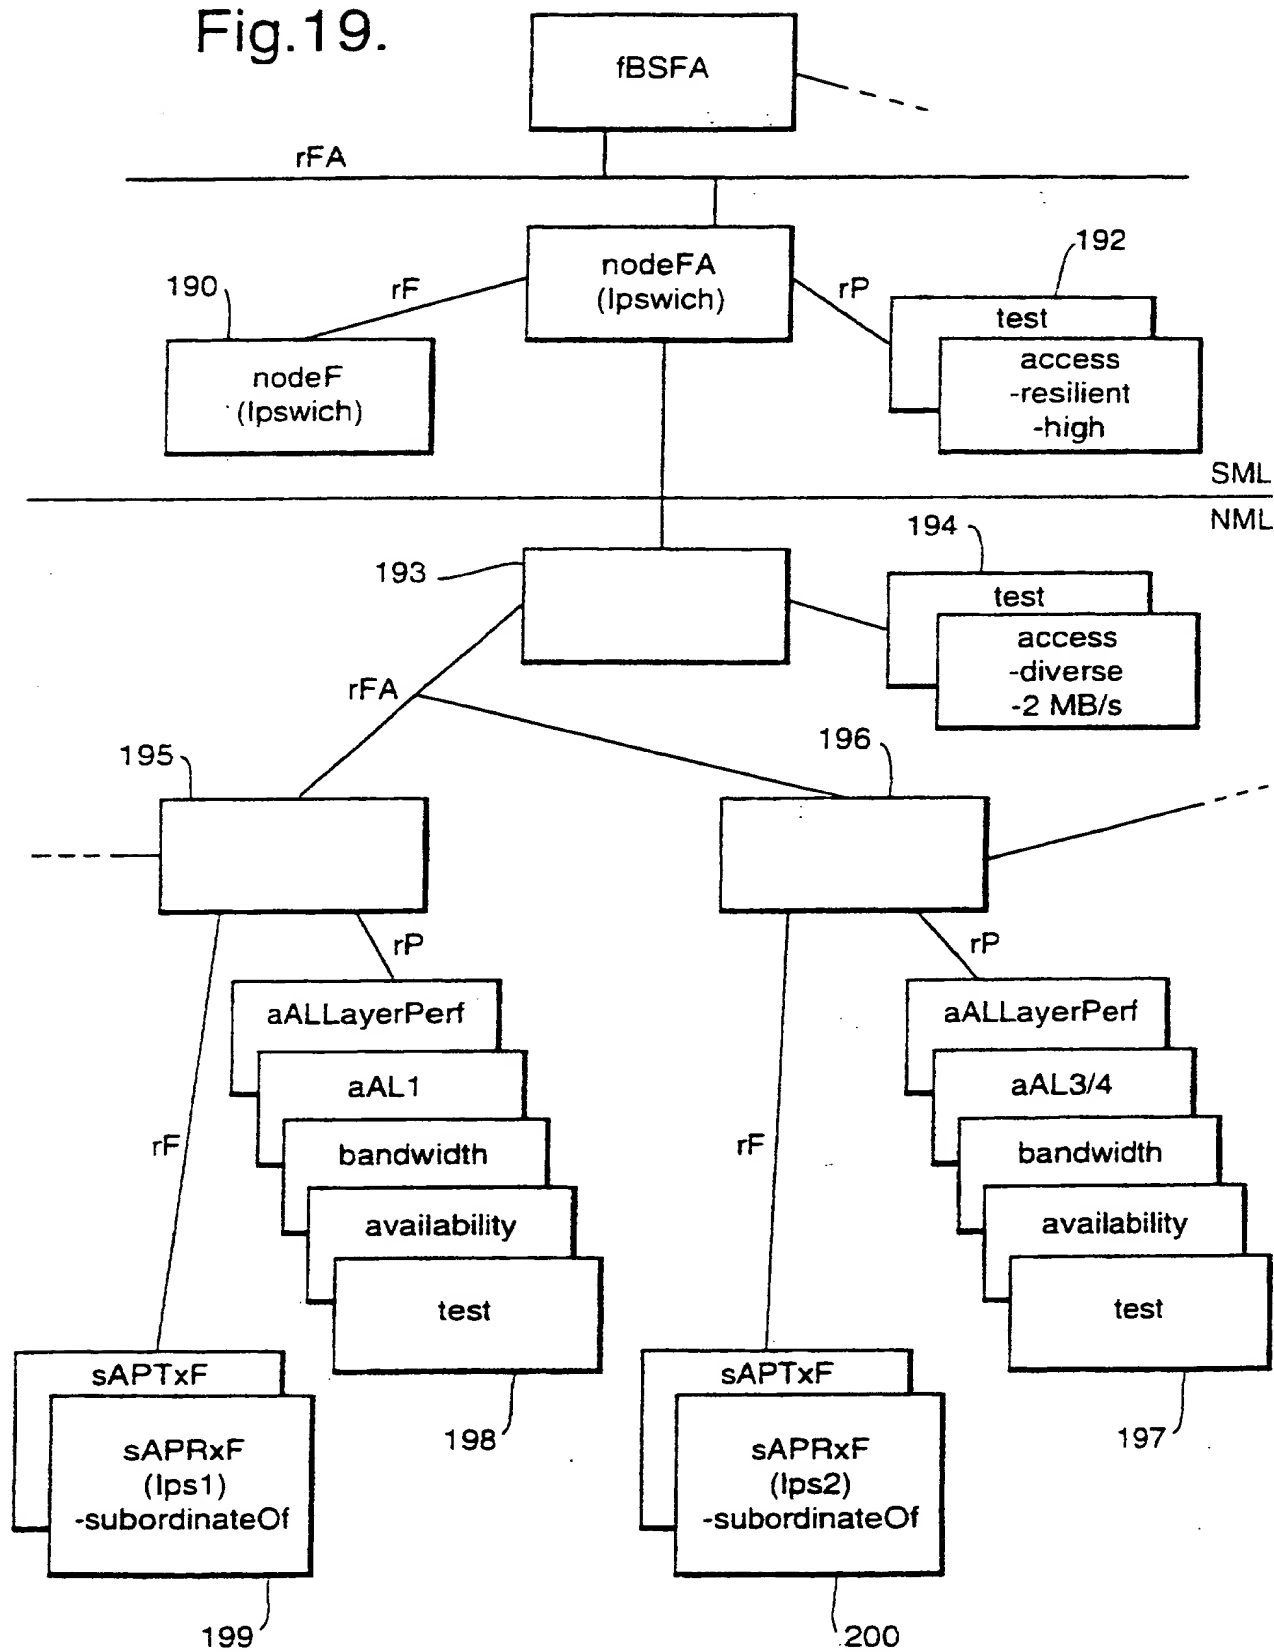 Fig.19.
fBSFA
rFA
nodeFA
(Ipswich)
192
190
rF
rP
test
access
-resilient
-high
nodeF
(Ipswich)
SML
NML
193
194
test
access
-diverse
-2 MB/s
rFA
195
196
rP
rP
aALLayerPerf
aAL1
bandwidth
availability
test
aALLayerPerf
aAL3/4
bandwidth
availability
test
rF
rF
sAPTxF
sAPRxF
(Ips1)
-subordinateOf
198
sAPTxF
sAPRxF
(Ips2)
-subordinateOf
197
199
200